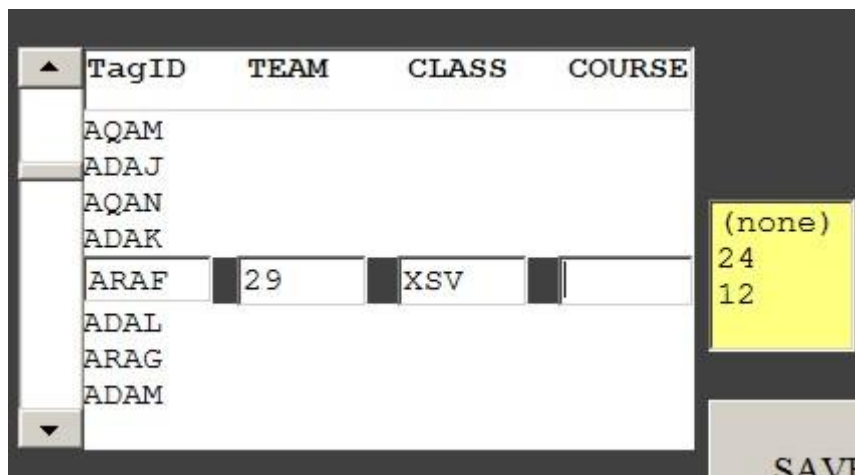 TagID TEAM CLASS COURSE
AQAM
ADAJ
AQAN
ADAK
ARAF 29 XSV
ADAL
ARAG
ADAM
(none)
24
12